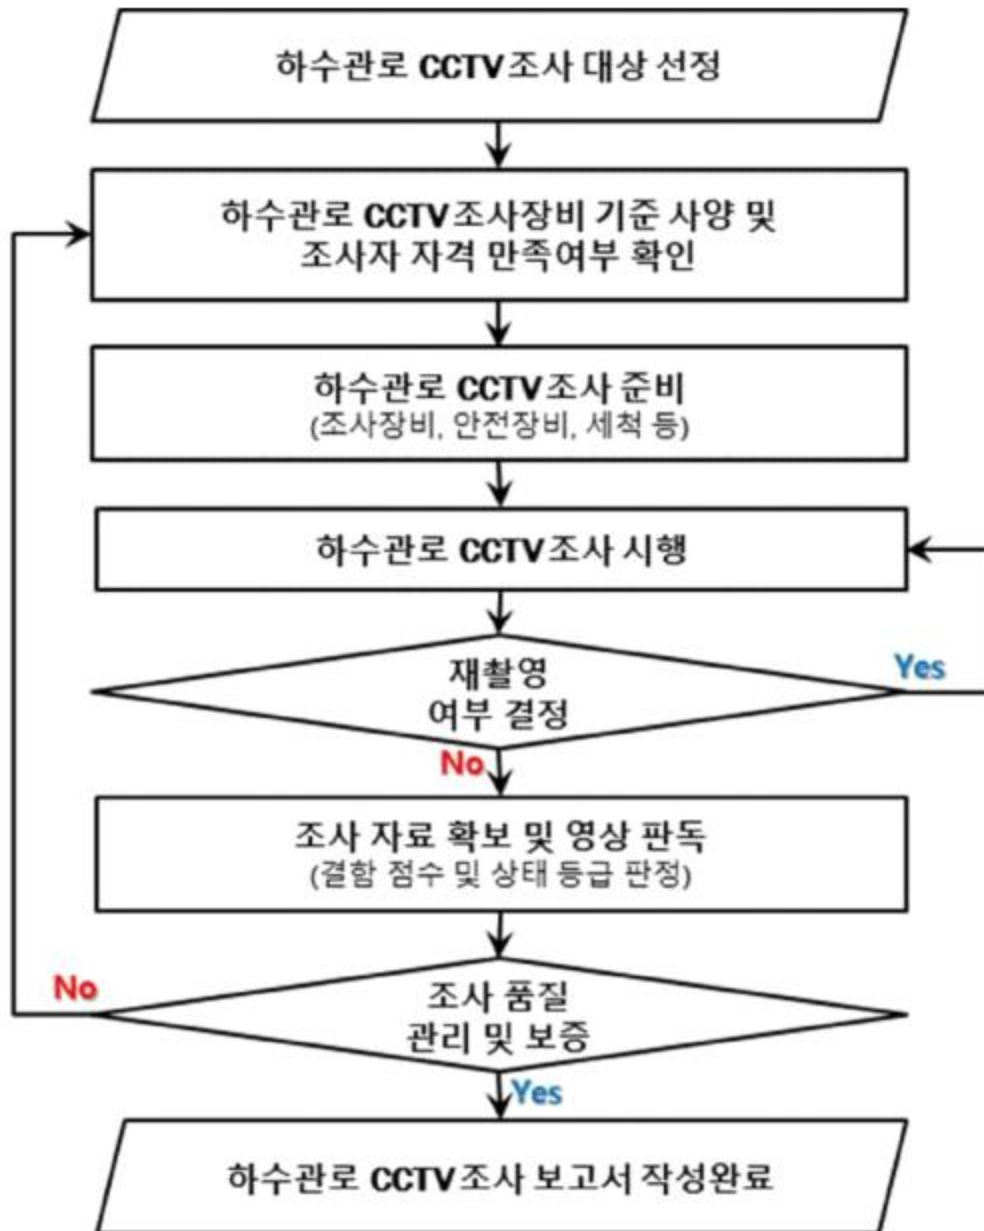 하수관로 CCTV조사 대상 선정
하수관로 CCTV조사장비 기준 사양 및
조사자 자격 만족여부 확인
하수관로 CCTV조사 준비
(조사장비, 안전장비, 세척 등)
하수관로 CCTV조사 시행
재촬영
여부 결정
Yes
No
조사 자료 확보 및 영상 판독
(결함 점수 및 상태 등급 판정)
조사 품질
관리 및 보증
No
Yes
하수관로 CCTV조사 보고서 작성완료